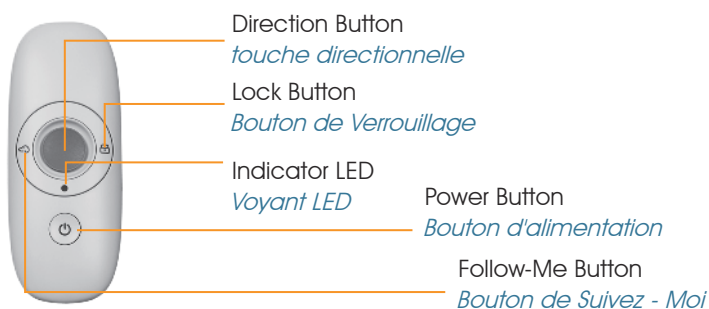 Direction Button
touche directionnelle
Lock Button
Bouton de Verrouillage
Indicator LED
Voyant LED
Power Button
Bouton d'alimentation
Follow-Me Button
Bouton de Suivez - Moi